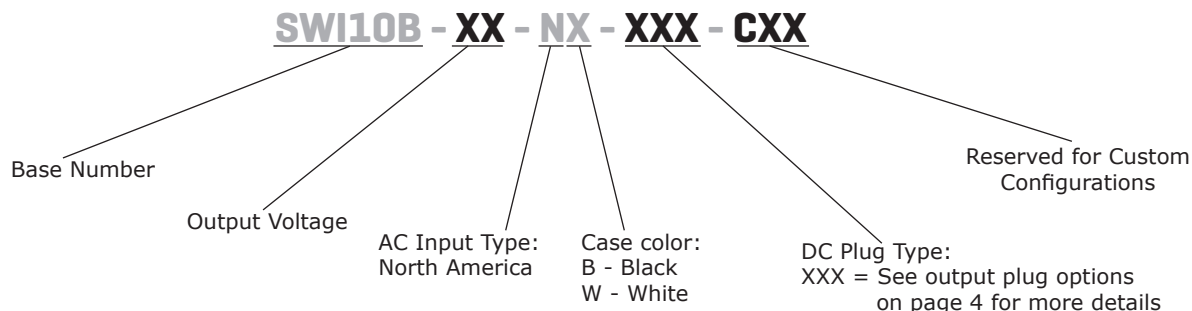 SWI10B - XX - NX - XXX - CXX
Base Number
Output Voltage
AC Input Type:
North America
Case color:
B - Black
W - White
DC Plug Type:
XXX = See output plug options
on page 4 for more details
Reserved for Custom
Configurations